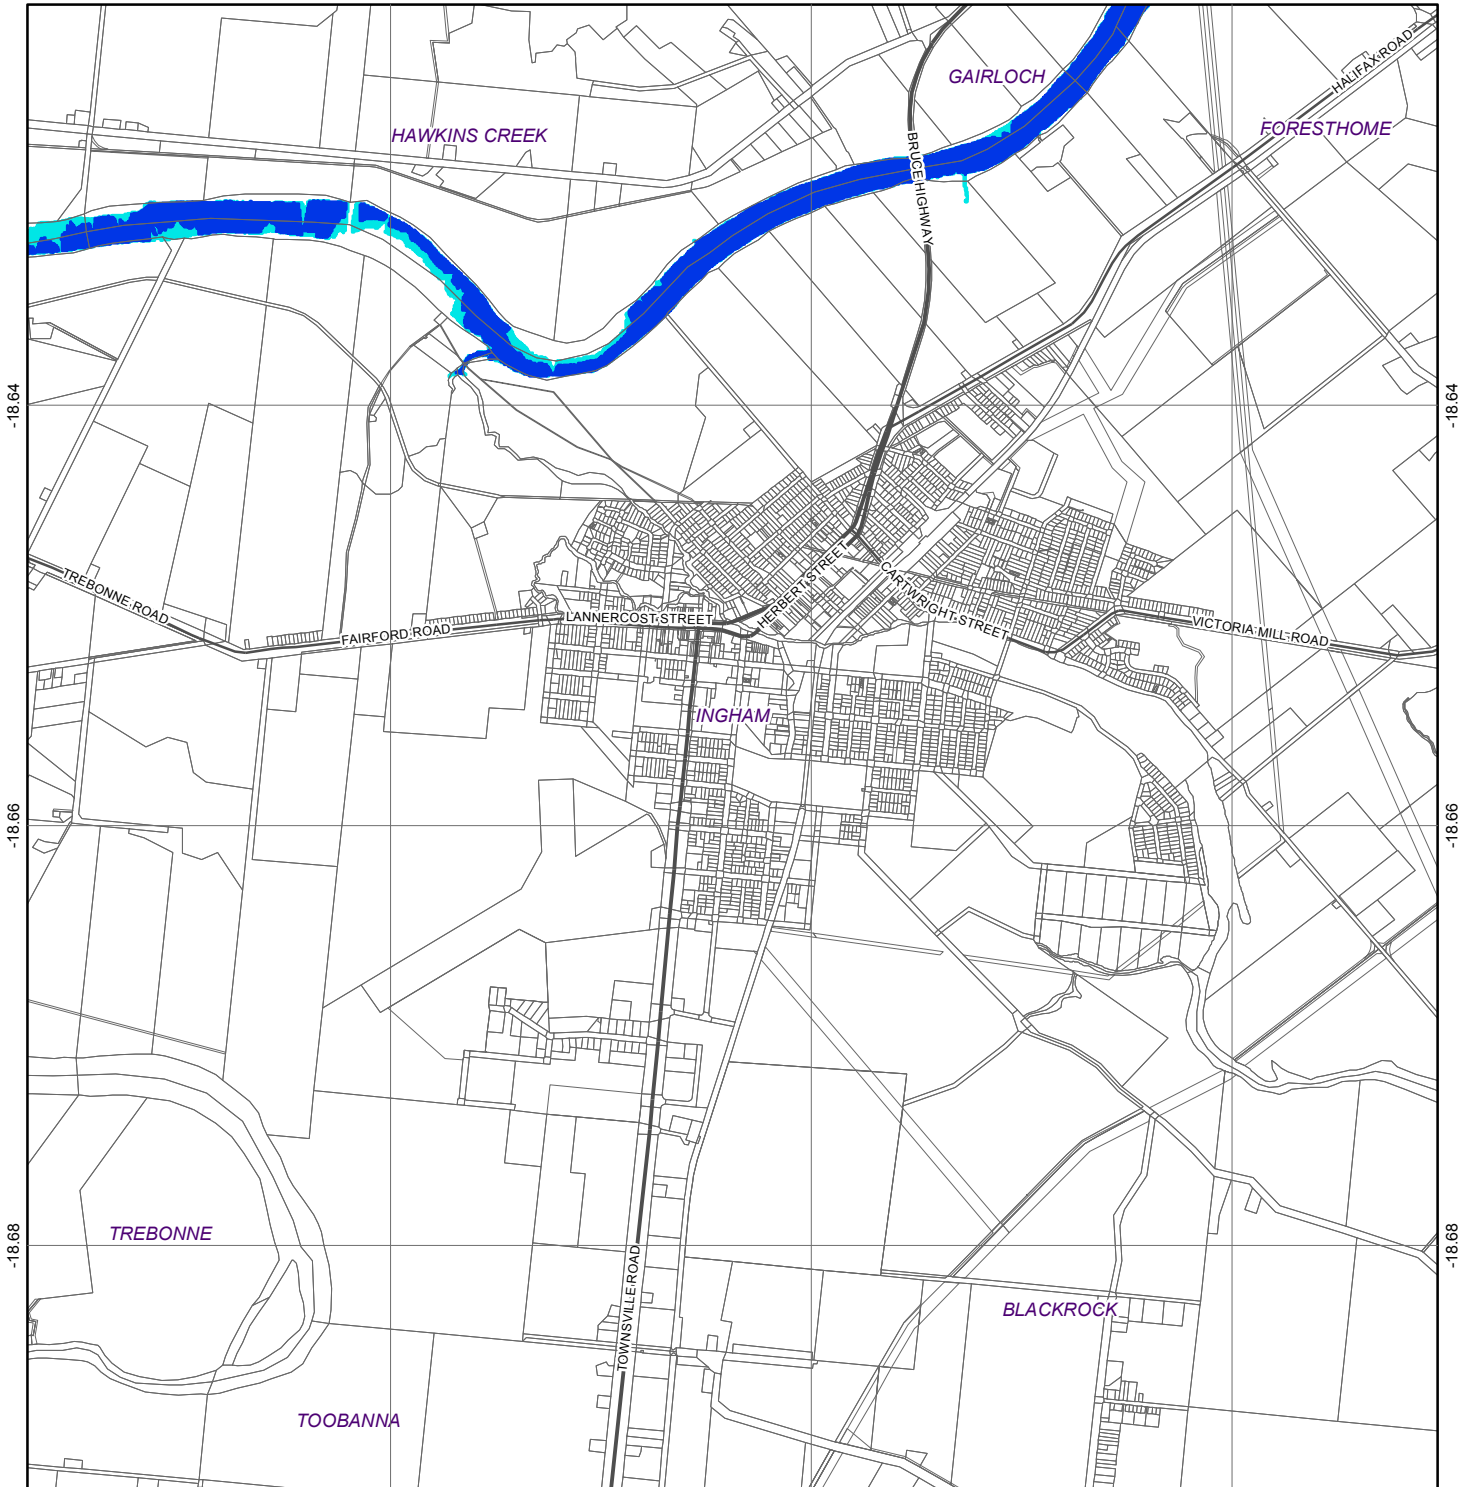 GAIRLOCH
HALIFAX ROAD
HAWKINS CREEK
FORESTHOME
BRUCE HIGHWAY
-18.64
-18.64
TREBONNE ROAD
FAIRFORD ROAD
LANNERCOST STREET
HERBERT STREET
CARTWRIGHT STREET
VICTORIA MILL ROAD
INGHAM
-18.66
-18.66
TREBONNE
-18.68
-18.68
TOWNSVILLE ROAD
BLACKROCK
TOOBANNA